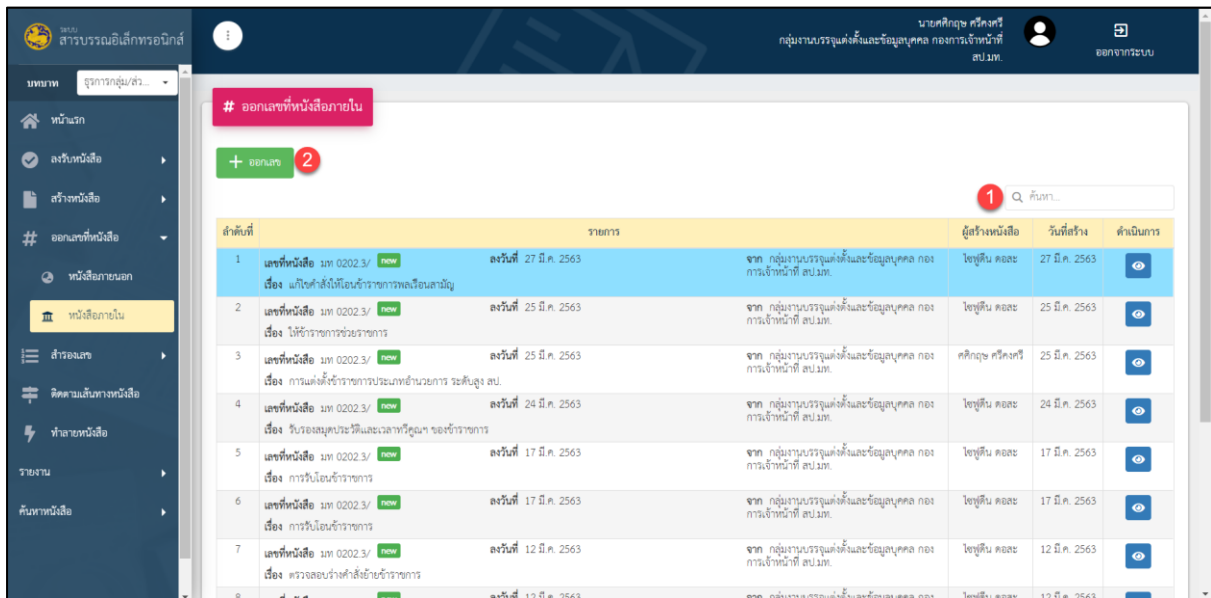 ระบบ
สารบรรณอิเล็กทรอนิกส์
นายศศิกฤษ ศรีคงศรี
กลุ่มงานบรรจุแต่งตั้งและข้อมูลบุคคล กองการเจ้าหน้าที่
สป.มท.
ออกจากระบบ
บทบาท ธุรการกลุ่ม/ส่ว...
หน้าแรก
ลงรับหนังสือ
สร้างหนังสือ
ออกเลขที่หนังสือ
หนังสือภายนอก
หนังสือภายใน
สำรองเลข
ติดตามเส้นทางหนังสือ
ทำลายหนังสือ
รายงาน
ค้นหาหนังสือ
# ออกเลขที่หนังสือภายใน
+ ออกเลข 2
1 ค้นหา...
ลำดับที่ รายการ ผู้สร้างหนังสือ วันที่สร้าง ดำเนินการ
1 เลขที่หนังสือ มท 0202.3/ new ลงวันที่ 27 มี.ค. 2563 จาก กลุ่มงานบรรจุแต่งตั้งและข้อมูลบุคคล กอง ไซฟูดีน ดอสะ 27 มี.ค. 2563
การเจ้าหน้าที่ สป.มท.
เรื่อง แก้ไขคำสั่งให้โอนข้าราชการพลเรือนสามัญ
2 เลขที่หนังสือ มท 0202.3/ new ลงวันที่ 25 มี.ค. 2563 จาก กลุ่มงานบรรจุแต่งตั้งและข้อมูลบุคคล กอง ไซฟูดีน ดอสะ 25 มี.ค. 2563
การเจ้าหน้าที่ สป.มท.
เรื่อง ให้ข้าราชการช่วยราชการ
3 เลขที่หนังสือ มท 0202.3/ new ลงวันที่ 25 มี.ค. 2563 จาก กลุ่มงานบรรจุแต่งตั้งและข้อมูลบุคคล กอง ศศิกฤษ ศรีคงศรี 25 มี.ค. 2563
การเจ้าหน้าที่ สป.มท.
เรื่อง การแต่งตั้งข้าราชการประเภทอำนวยการ ระดับสูง สป.
4 เลขที่หนังสือ มท 0202.3/ new ลงวันที่ 24 มี.ค. 2563 จาก กลุ่มงานบรรจุแต่งตั้งและข้อมูลบุคคล กอง ไซฟูดีน ดอสะ 24 มี.ค. 2563
การเจ้าหน้าที่ สป.มท.
เรื่อง รับรองสมุดประวัติและเวลาทวีคูณฯ ของข้าราชการ
5 เลขที่หนังสือ มท 0202.3/ new ลงวันที่ 17 มี.ค. 2563 จาก กลุ่มงานบรรจุแต่งตั้งและข้อมูลบุคคล กอง ไซฟูดีน ดอสะ 17 มี.ค. 2563
การเจ้าหน้าที่ สป.มท.
เรื่อง การรับโอนข้าราชการ
6 เลขที่หนังสือ มท 0202.3/ new ลงวันที่ 17 มี.ค. 2563 จาก กลุ่มงานบรรจุแต่งตั้งและข้อมูลบุคคล กอง ไซฟูดีน ดอสะ 17 มี.ค. 2563
การเจ้าหน้าที่ สป.มท.
เรื่อง การรับโอนข้าราชการ
7 เลขที่หนังสือ มท 0202.3/ new ลงวันที่ 12 มี.ค. 2563 จาก กลุ่มงานบรรจุแต่งตั้งและข้อมูลบุคคล กอง ไซฟูดีน ดอสะ 12 มี.ค. 2563
การเจ้าหน้าที่ สป.มท.
เรื่อง ตรวจสอบร่างคำสั่งย้ายข้าราชการ